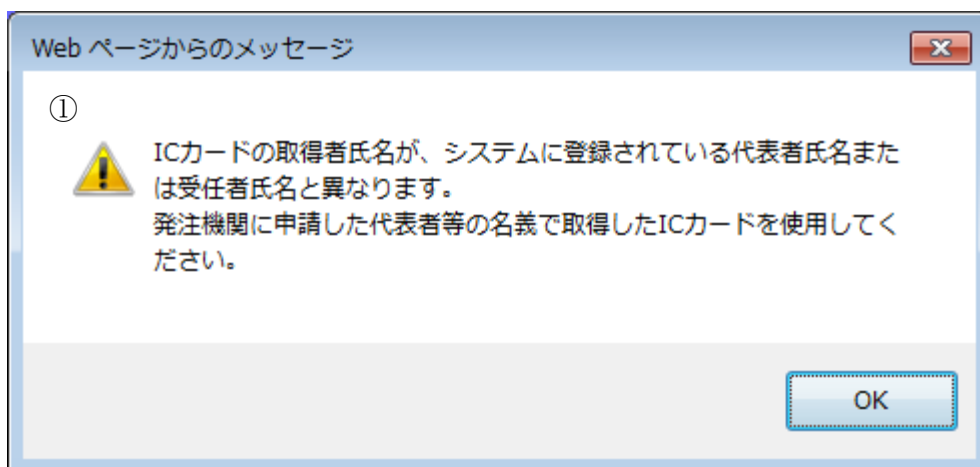 Web ページからのメッセージ
①
ICカードの取得者氏名が、システムに登録されている代表者氏名また
は受任者氏名と異なります。
発注機関に申請した代表者等の名義で取得したICカードを使用してく
ださい。
OK